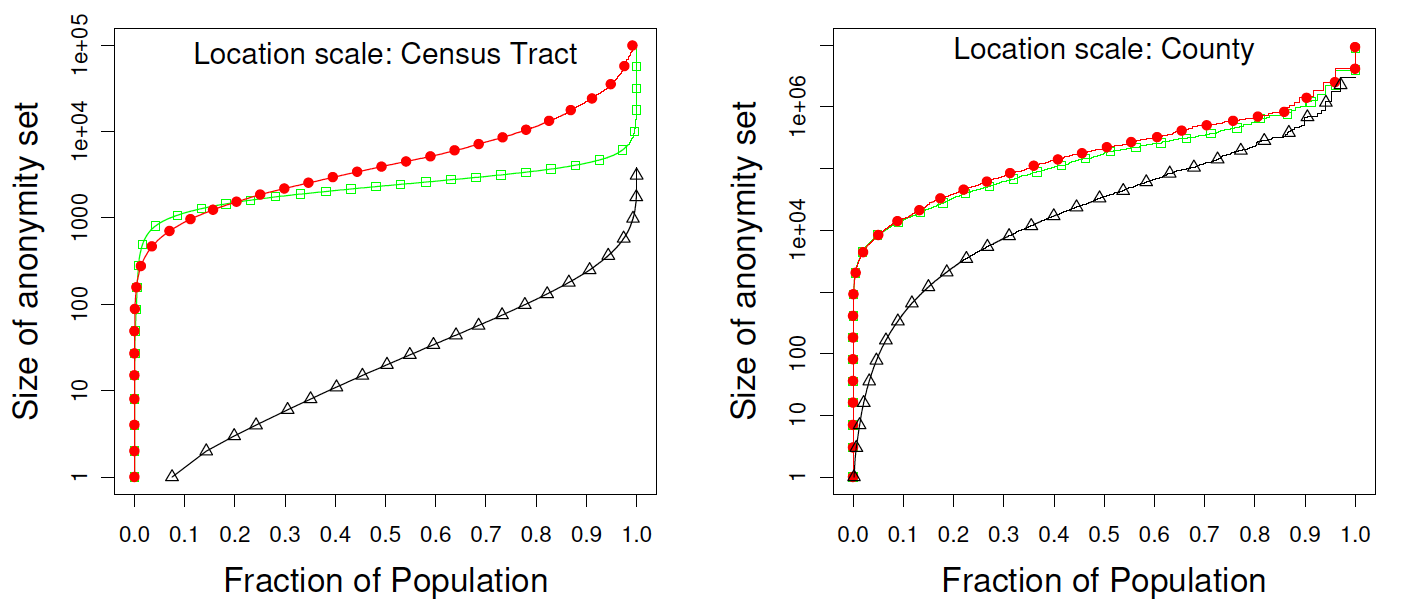 Location scale: Census Tract
Size of anonymity set
1e+05
1e+04
1000
100
10
1
0.0 0.1 0.2 0.3 0.4 0.5 0.6 0.7 0.8 0.9 1.0
Fraction of Population
Location scale: County
Size of anonymity set
1e+06
1e+04
100
10
1
0.0 0.1 0.2 0.3 0.4 0.5 0.6 0.7 0.8 0.9 1.0
Fraction of Population